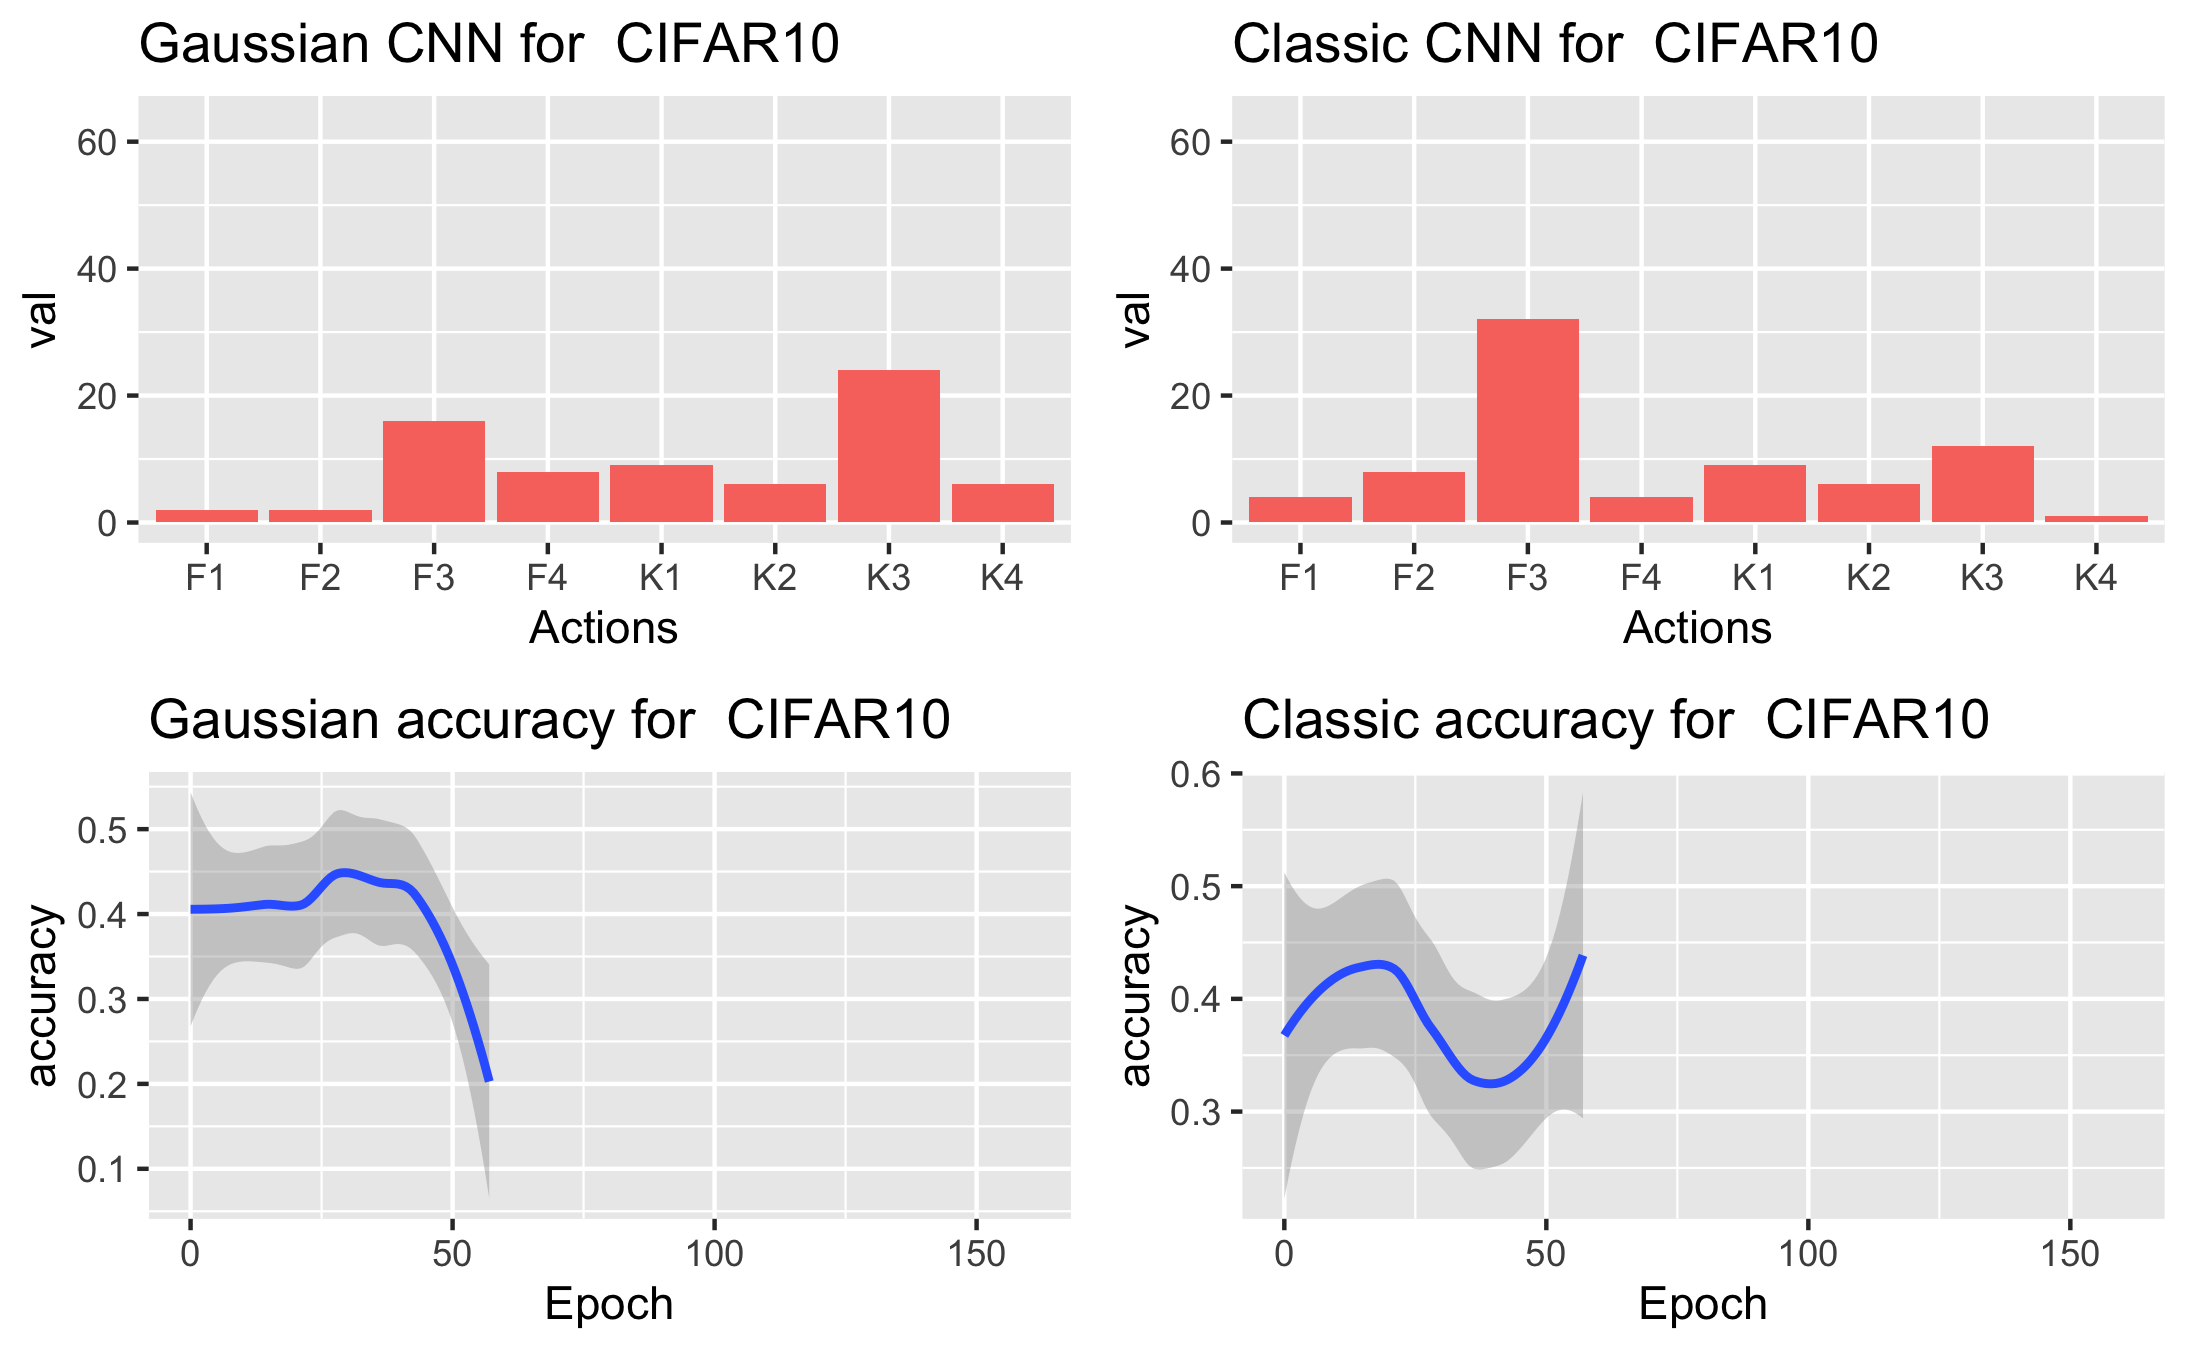 Gaussian CNN for  CIFAR10
60
40
20
0
val
F1 F2 F3 F4 K1 K2 K3 K4
Actions
Classic CNN for  CIFAR10
60
40
20
0
val
F1 F2 F3 F4 K1 K2 K3 K4
Actions
Gaussian accuracy for  CIFAR10
0.5
0.4
0.3
0.2
0.1
accuracy
0 50 100 150
Epoch
Classic accuracy for  CIFAR10
0.6
0.5
0.4
0.3
accuracy
0 50 100 150
Epoch